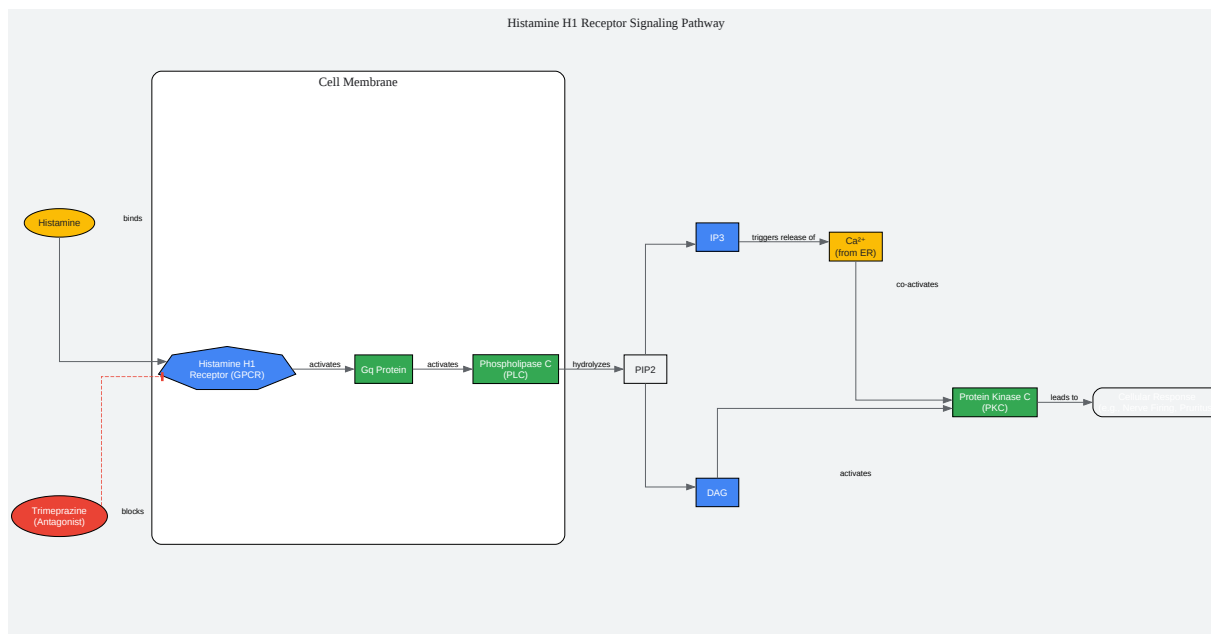 Histamine H1 Receptor Signaling Pathway
Cell Membrane
Histamine
binds
Histamine H1
Receptor (GPCR)
activates
Gq Protein
activates
Phospholipase C
(PLC)
hydrolyzes
PIP2
IP3
triggers release of
Ca²⁺
(from ER)
co-activates
Protein Kinase C
(PKC)
leads to
Cellular Response
DAG
activates
Trimeprazine
(Antagonist)
blocks